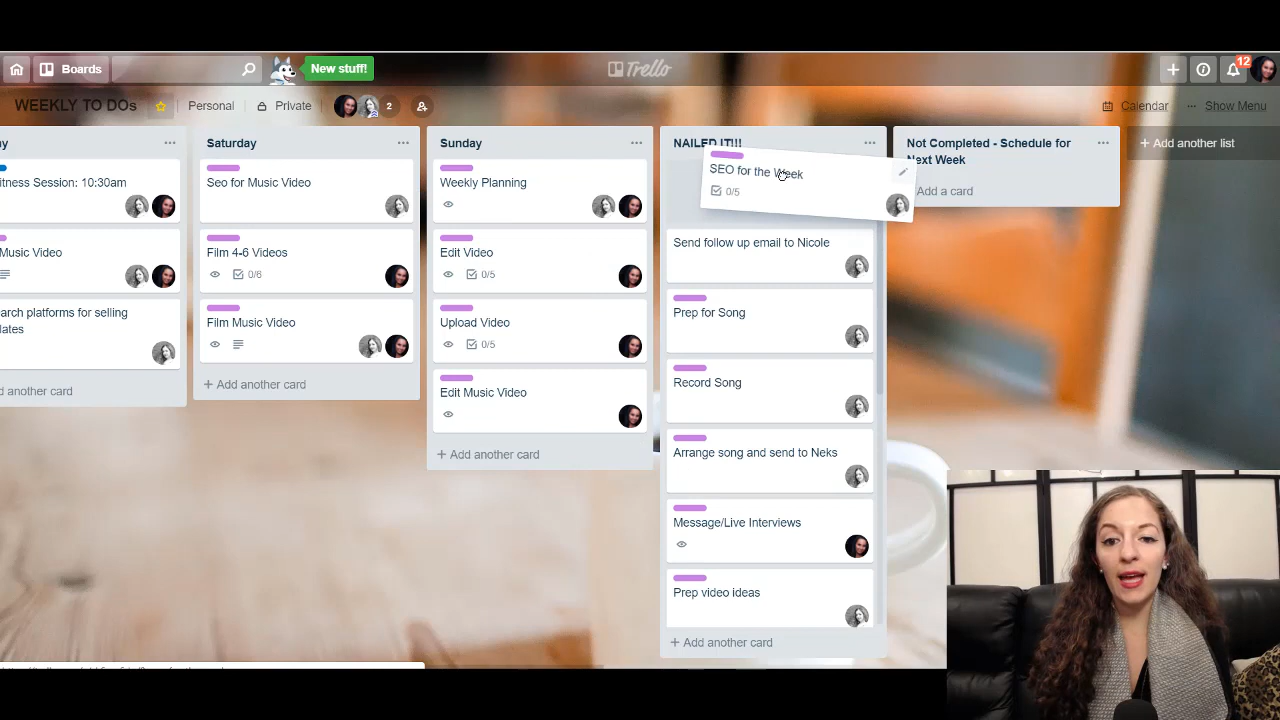 Boards
New stuff!
Trello
12
WEEKLY TO DOs
Personal
Private
2
Calendar
Show Menu
itness Session: 10:30am
Music Video
arch platforms for selling
lates
d another card
Saturday
Seo for Music Video
Film 4-6 Videos
0/6
Film Music Video
Add another card
Sunday
Weekly Planning
Edit Video
0/5
Upload Video
0/5
Edit Music Video
Add another card
NAILED IT!!!
SEO for the Week
0/5
Send follow up email to Nicole
Prep for Song
Record Song
Arrange song and send to Neks
Message/Live Interviews
Prep video ideas
Add another card
Not Completed - Schedule for
Next Week
Add a card
Add another list